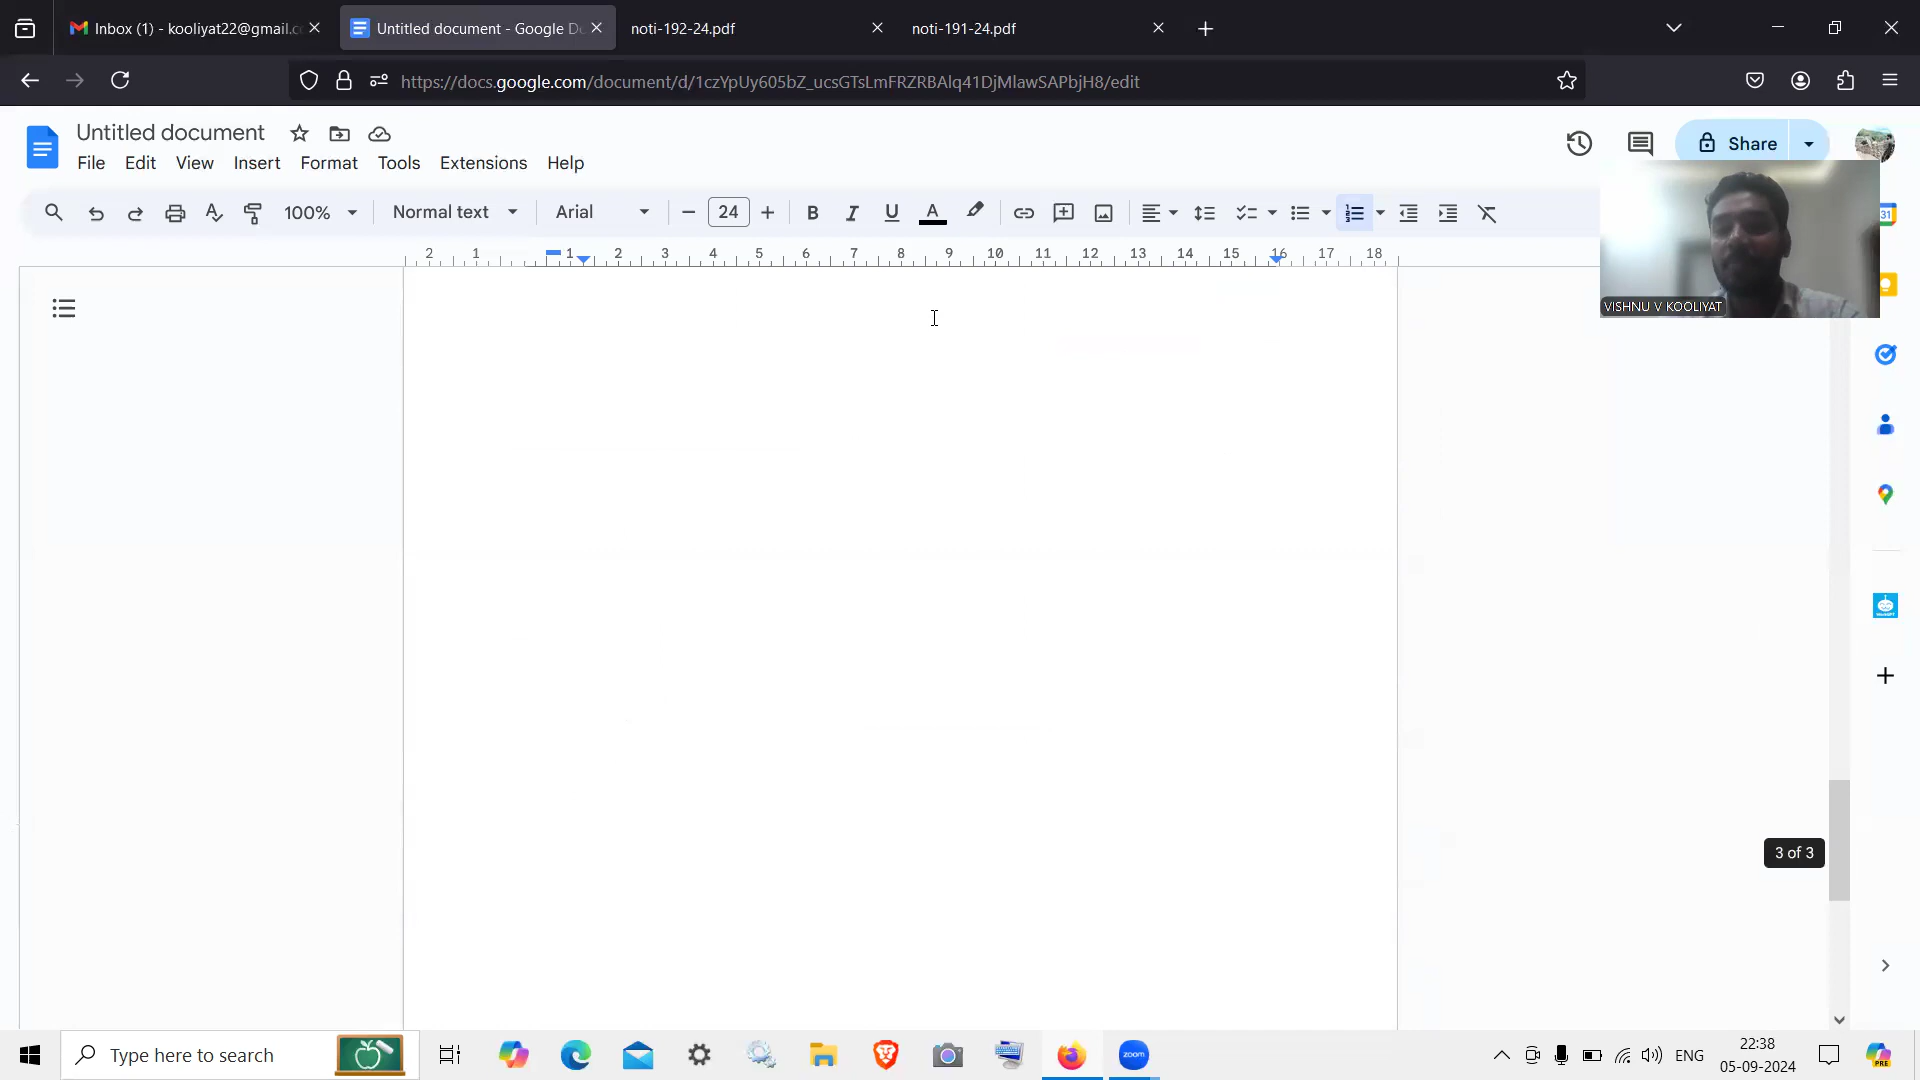 Inbox (1) - kooliyat22@gmail.c
Untitled document - Google D
noti-192-24.pdf
noti-191-24.pdf
https://docs.google.com/document/d/1czYpUy605bZ_ucsGTsLmFRZRBAlq41DjMlawSAPbjH8/edit
Untitled document
Share
File Edit View Insert Format Tools Extensions Help
100% Normal text Arial 24
2 1 1 2 3 4 5 6 7 8 9 10 11 12 13 14 15 16 17 18
31
VISHNU V KOOLIYAT
3 of 3
Type here to search
zoom
ENG
22:38
05-09-2024
PRE